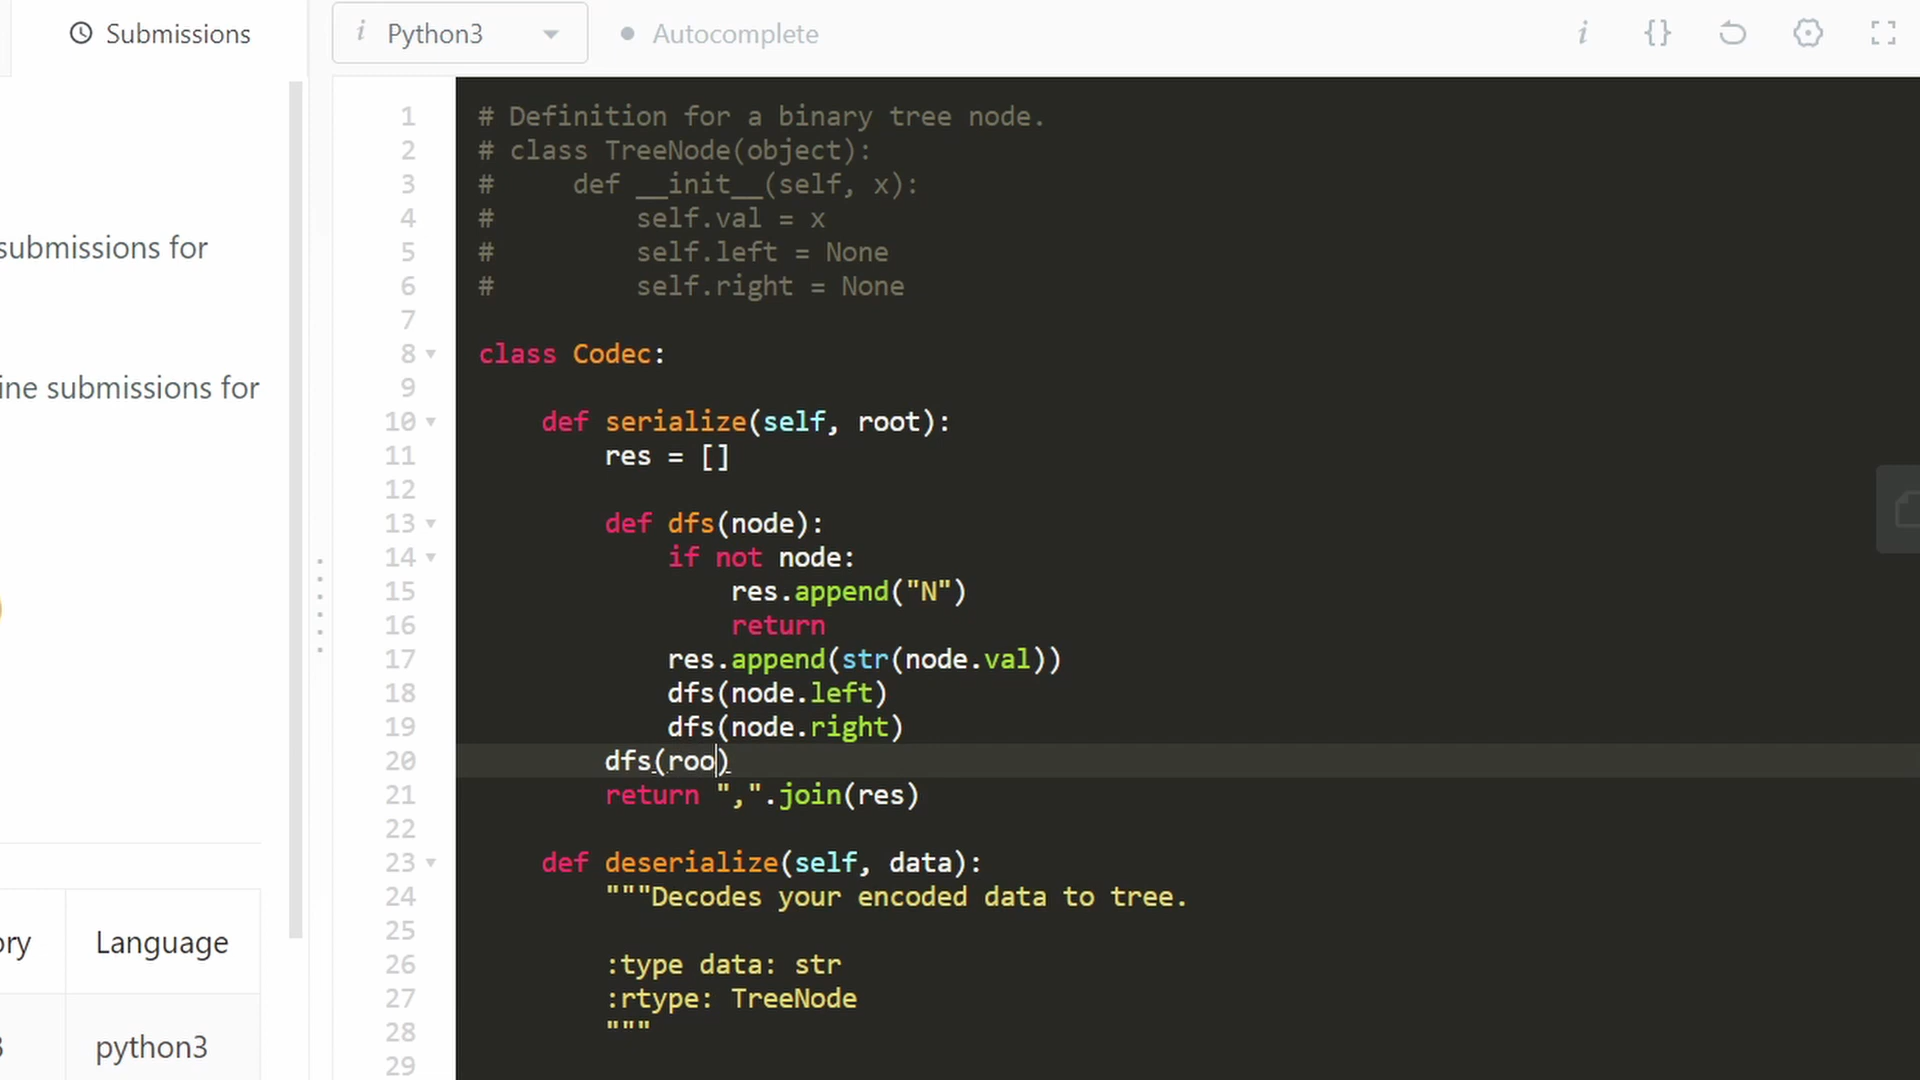 Submissions
i Python3
Autocomplete
i {}
submissions for
ine submissions for
ory Language
3 python3
1 # Definition for a binary tree node.
2 # class TreeNode(object):
3 #     def __init__(self, x):
4 #         self.val = x
5 #         self.left = None
6 #         self.right = None
7
8 class Codec:
9
10     def serialize(self, root):
11         res = []
12
13         def dfs(node):
14             if not node:
15                 res.append("N")
16                 return
17             res.append(str(node.val))
18             dfs(node.left)
19             dfs(node.right)
20         dfs(roo)
21         return ",".join(res)
22
23     def deserialize(self, data):
24         """Decodes your encoded data to tree.
25
26         :type data: str
27         :rtype: TreeNode
28         """
29